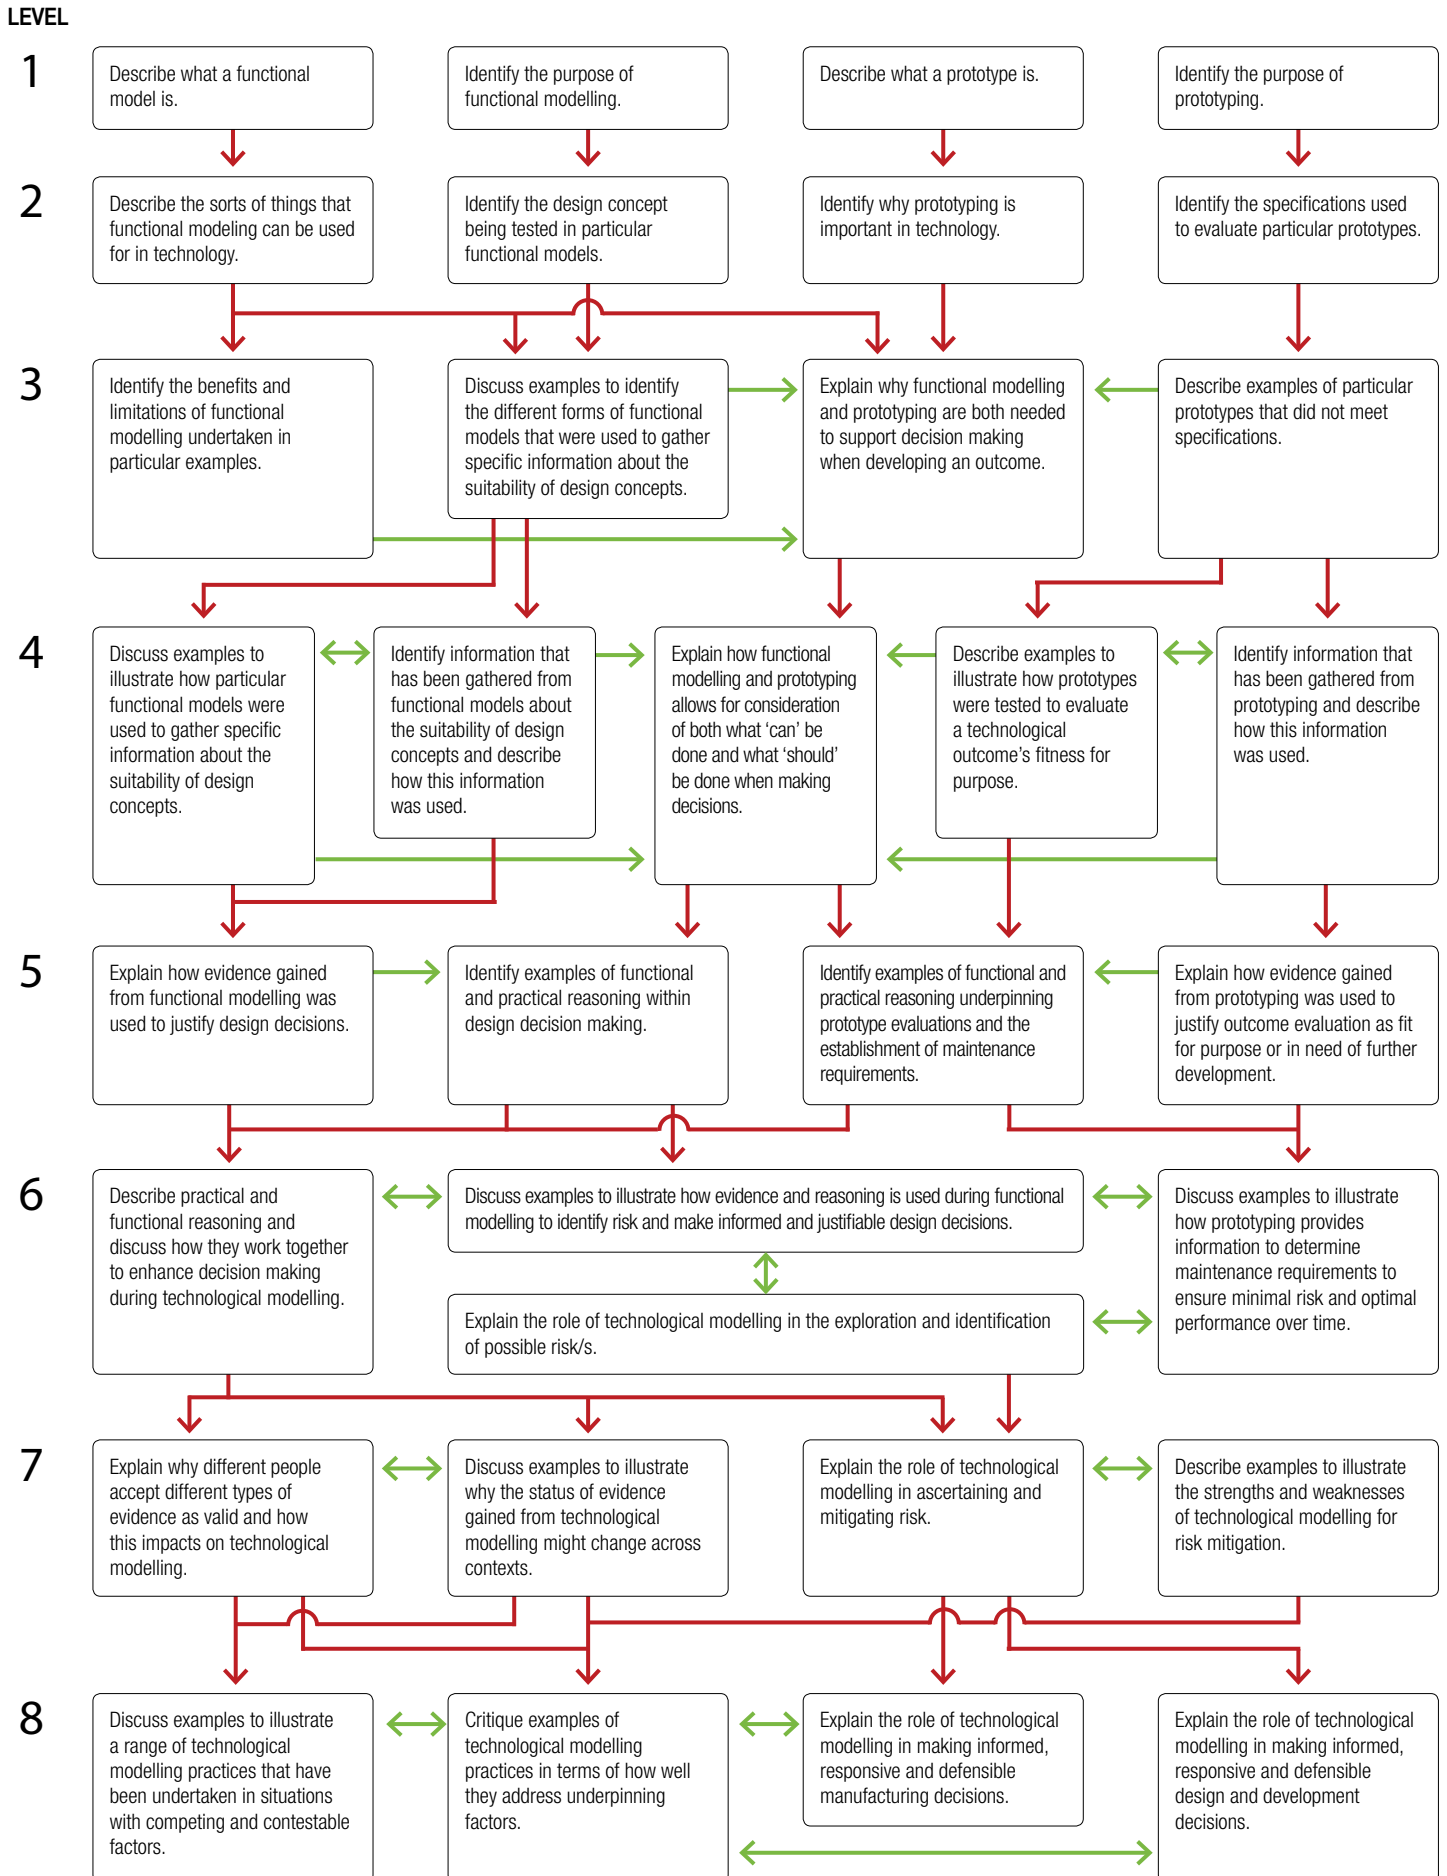 LEVEL
1
Describe what a functional
model is.
Identify the purpose of
functional modelling.
Describe what a prototype is.
Identify the purpose of
prototyping.
2
Describe the sorts of things that
functional modeling can be used
for in technology.
Identify the design concept
being tested in particular
functional models.
Identify why prototyping is
important in technology.
Identify the specifications used
to evaluate particular prototypes.
3
Identify the benefits and
limitations of functional
modelling undertaken in
particular examples.
Discuss examples to identify
the different forms of functional
models that were used to gather
specific information about the
suitability of design concepts.
Explain why functional modelling
and prototyping are both needed
to support decision making
when developing an outcome.
Describe examples of particular
prototypes that did not meet
specifications.
4
Discuss examples to
illustrate how particular
functional models were
used to gather specific
information about the
suitability of design
concepts.
Identify information that
has been gathered from
functional models about
the suitability of design
concepts and describe
how this information
was used.
Explain how functional
modelling and prototyping
allows for consideration
of both what ‘can’ be
done and what ‘should’
be done when making
decisions.
Describe examples to
illustrate how prototypes
were tested to evaluate
a technological
outcome’s fitness for
purpose.
Identify information that
has been gathered from
prototyping and describe
how this information
was used.
5
Explain how evidence gained
from functional modelling was
used to justify design decisions.
Identify examples of functional
and practical reasoning within
design decision making.
Identify examples of functional and
practical reasoning underpinning
prototype evaluations and the
establishment of maintenance
requirements.
Explain how evidence gained
from prototyping was used to
justify outcome evaluation as fit
for purpose or in need of further
development.
6
Describe practical and
functional reasoning and
discuss how they work together
to enhance decision making
during technological modelling.
Discuss examples to illustrate how evidence and reasoning is used during functional
modelling to identify risk and make informed and justifiable design decisions.
Explain the role of technological modelling in the exploration and identification
of possible risk/s.
Discuss examples to illustrate
how prototyping provides
information to determine
maintenance requirements to
ensure minimal risk and optimal
performance over time.
7
Explain why different people
accept different types of
evidence as valid and how
this impacts on technological
modelling.
Discuss examples to illustrate
why the status of evidence
gained from technological
modelling might change across
contexts.
Explain the role of technological
modelling in ascertaining and
mitigating risk.
Describe examples to illustrate
the strengths and weaknesses
of technological modelling for
risk mitigation.
8
Discuss examples to illustrate
a range of technological
modelling practices that have
been undertaken in situations
with competing and contestable
factors.
Critique examples of
technological modelling
practices in terms of how well
they address underpinning
factors.
Explain the role of technological
modelling in making informed,
responsive and defensible
manufacturing decisions.
Explain the role of technological
modelling in making informed,
responsive and defensible
design and development
decisions.